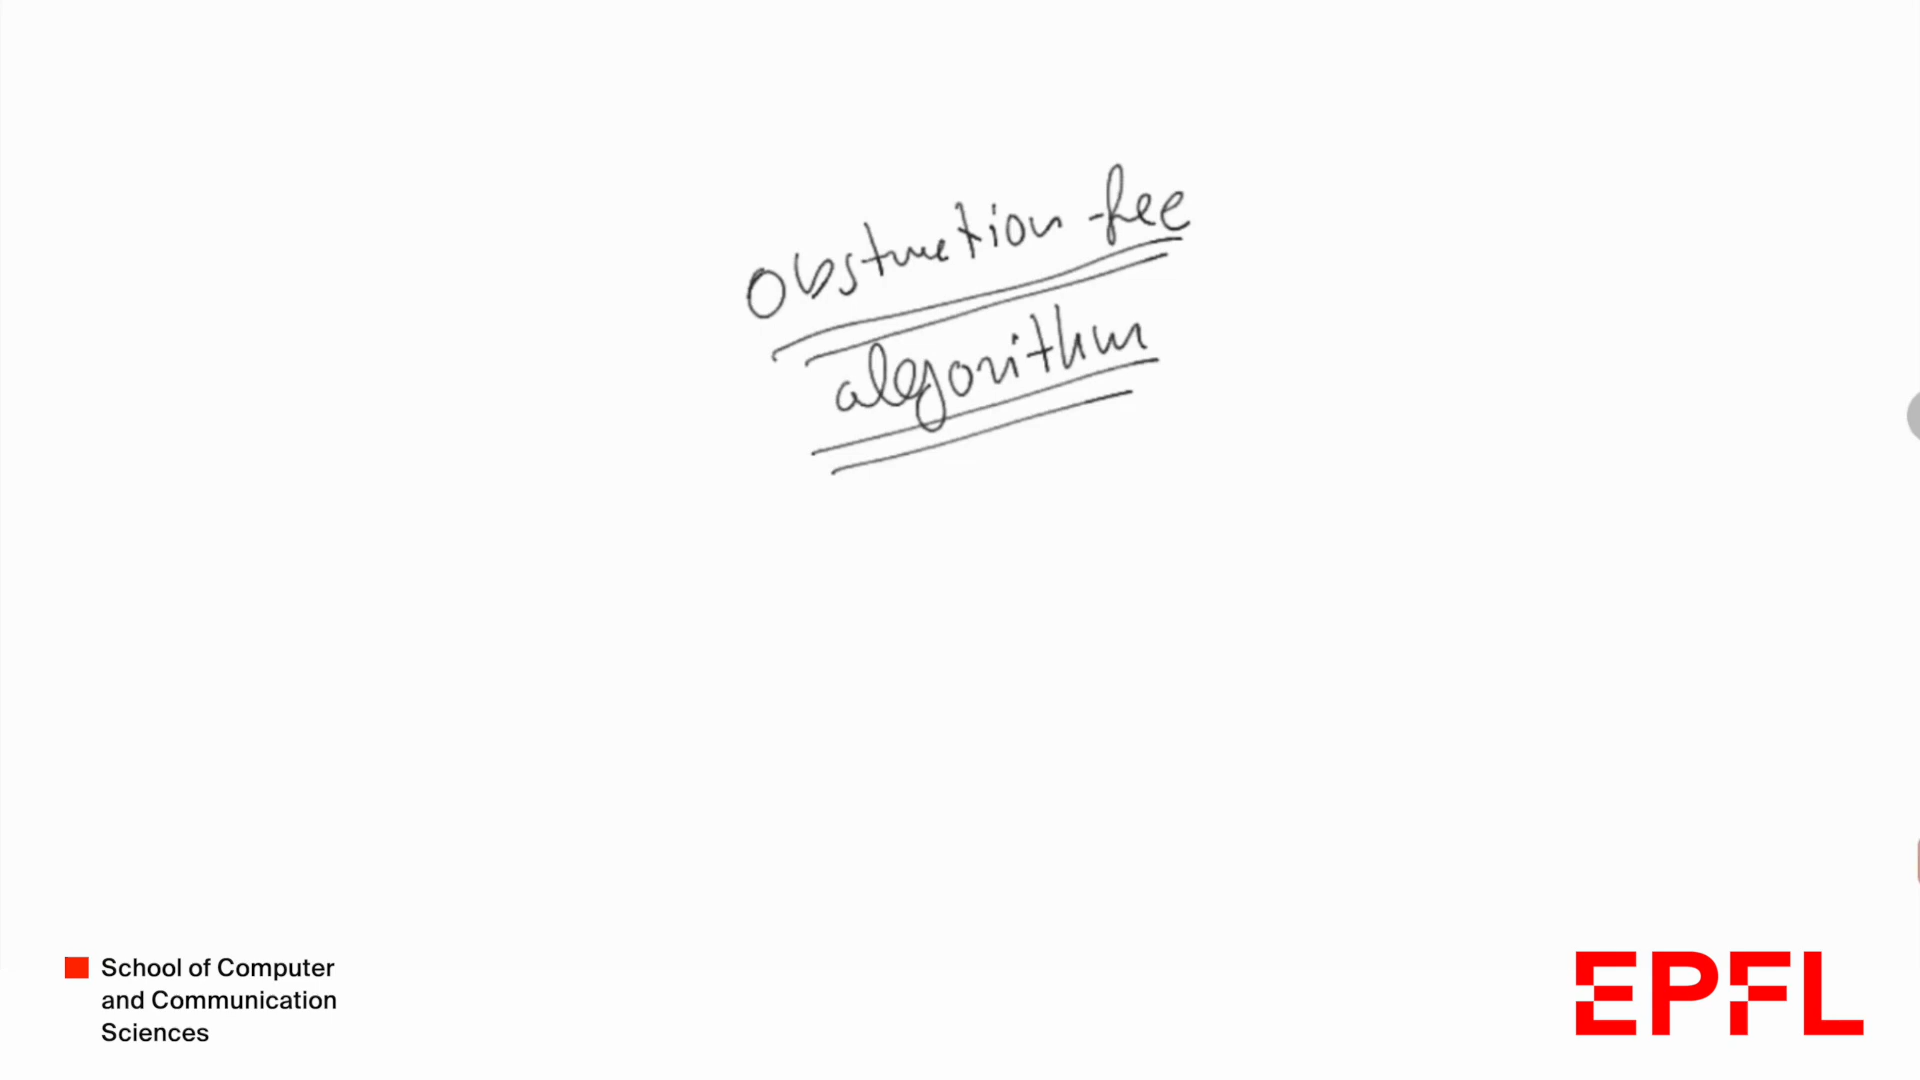 obstruction-free
algorithm
School of Computer
and Communication
Sciences
EPFL